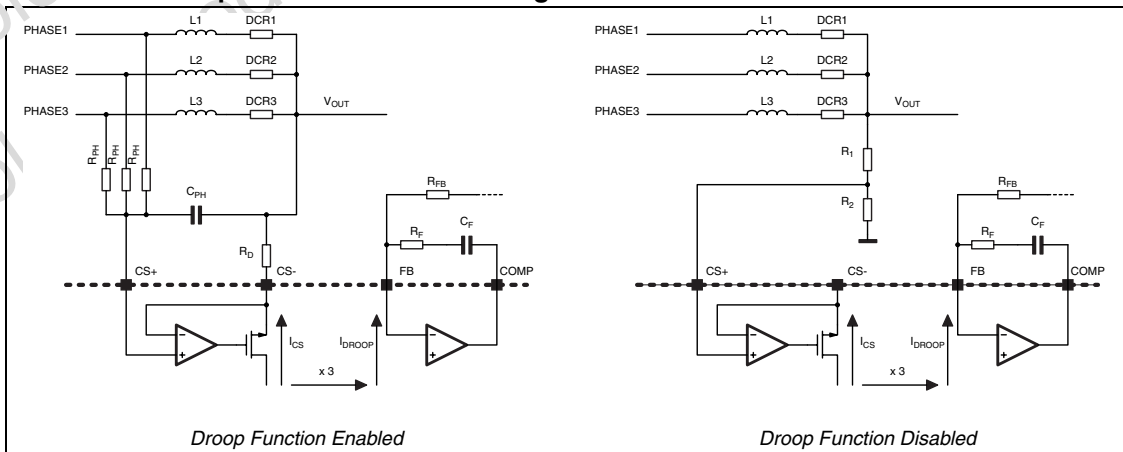 PHASE1
L1
DCR1
PHASE2
L2
DCR2
PHASE3
L3
DCR3
VOUT
RPH
RPH
RPH
CPH
RD
RFB
RF
CF
CS+
CS-
FB
COMP
ICS
IDROOP
x 3
Droop Function Enabled
PHASE1
L1
DCR1
PHASE2
L2
DCR2
PHASE3
L3
DCR3
VOUT
R1
R2
RFB
RF
CF
CS+
CS-
FB
COMP
ICS
IDROOP
x 3
Droop Function Disabled